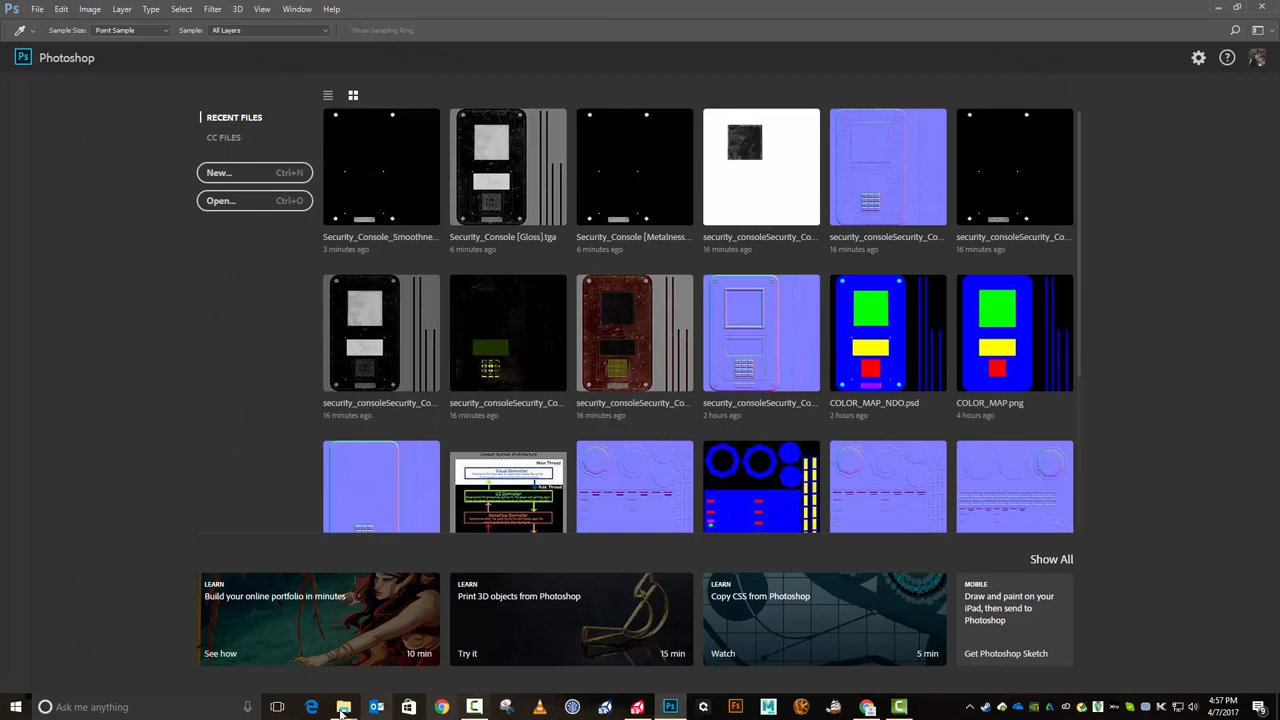 Ps File Edit Image Layer Type Select Filter 3D View Window Help
Sample Size: Point Sample Sample: All Layers Show Sampling Ring
Ps Photoshop
RECENT FILES
CC FILES
New... Ctrl+N
Open... Ctrl+O
Security_Console_Smoothne... Security_Console [Gloss].tga Security_Console [Metalness... security_consoleSecurity_Co... security_consoleSecurity_Co... security_consoleSecurity_Co...
3 minutes ago 6 minutes ago 6 minutes ago 16 minutes ago 16 minutes ago 16 minutes ago
security_consoleSecurity_Co... security_consoleSecurity_Co... security_consoleSecurity_Co... security_consoleSecurity_Co... COLOR_MAP_NDO.psd COLOR_MAP.png
16 minutes ago 16 minutes ago 16 minutes ago 2 hours ago 2 hours ago 4 hours ago
Main Thread
Show All
LEARN LEARN LEARN MOBILE
Build your online portfolio in minutes Print 3D objects from Photoshop Copy CSS from Photoshop Draw and paint on your
iPad, then send to
Photoshop
See how 10 min Try it 15 min Watch 5 min Get Photoshop Sketch
Ask me anything
4:57 PM
4/7/2017